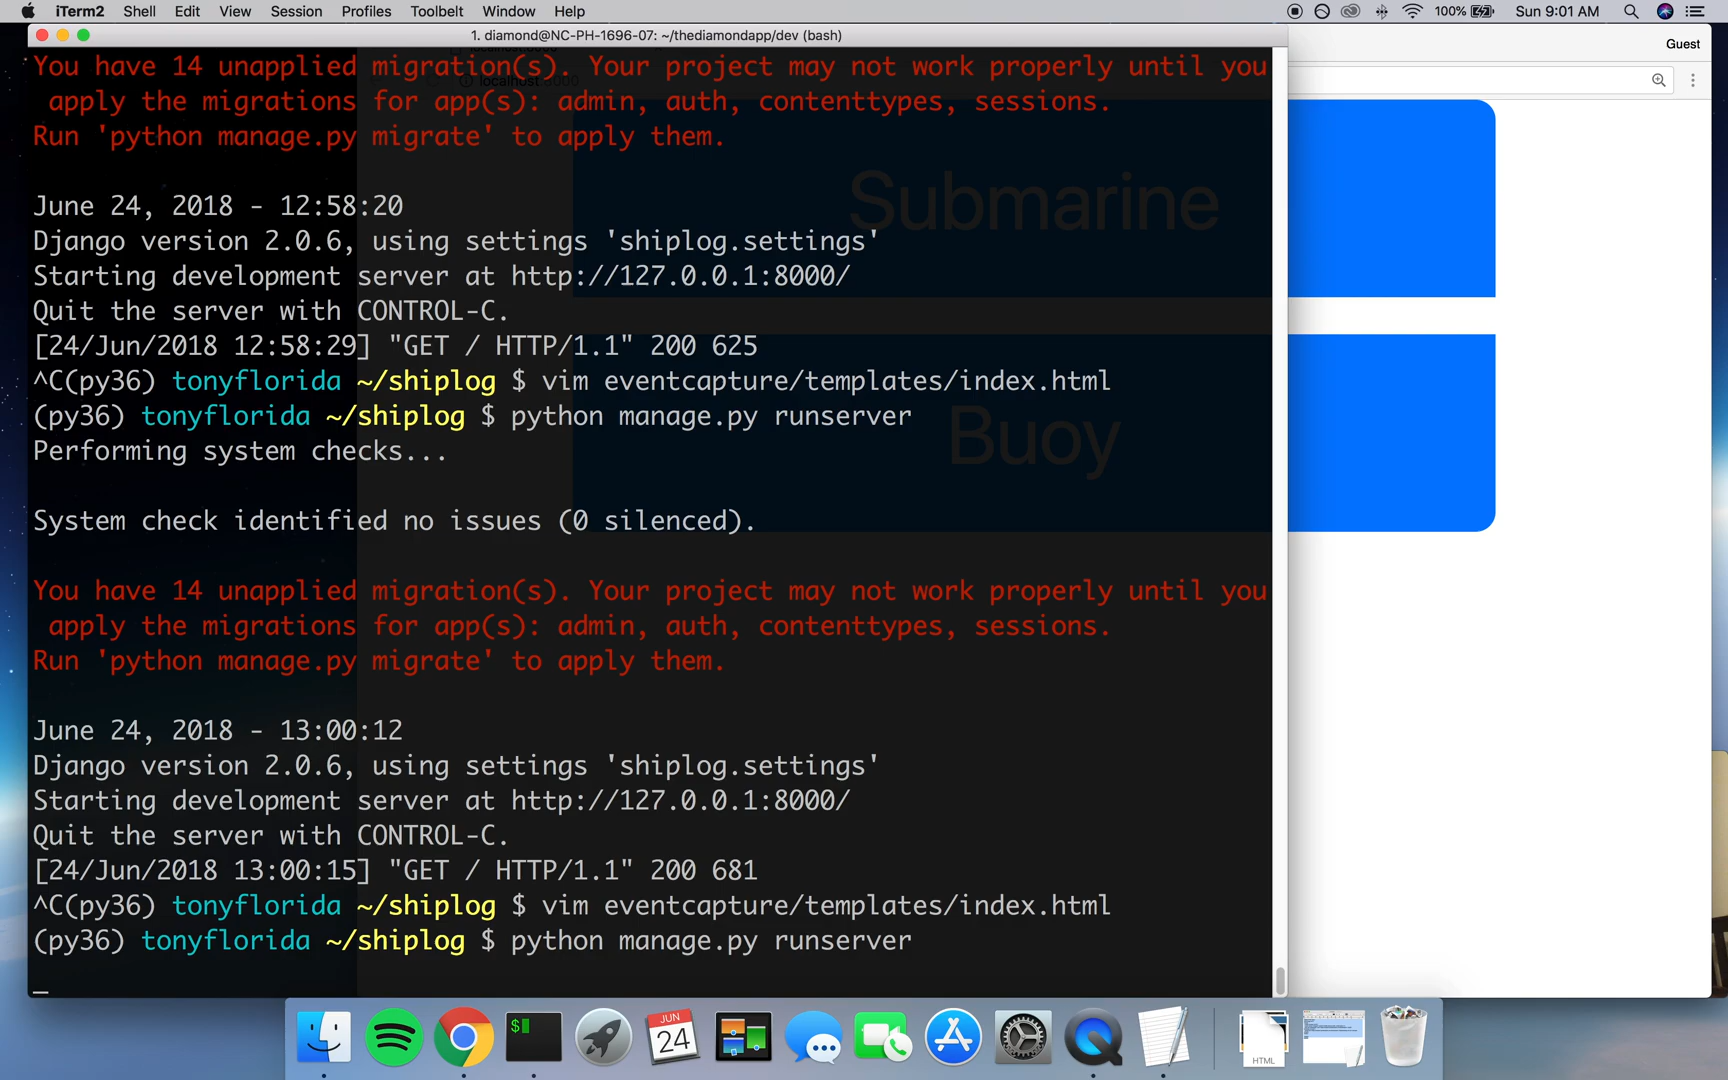 iTerm2 Shell Edit View Session Profiles Toolbelt Window Help 100% Sun 9:01 AM
1. diamond@NC-PH-1696-07: ~/thediamondapp/dev (bash)
Guest
You have 14 unapplied migration(s). Your project may not work properly until you
apply the migrations for app(s): admin, auth, contenttypes, sessions.
Run 'python manage.py migrate' to apply them.
June 24, 2018 - 12:58:20
Django version 2.0.6, using settings 'shiplog.settings'
Starting development server at http://127.0.0.1:8000/
Quit the server with CONTROL-C.
[24/Jun/2018 12:58:29] "GET / HTTP/1.1" 200 625
^C(py36) tonyflorida ~/shiplog $ vim eventcapture/templates/index.html
(py36) tonyflorida ~/shiplog $ python manage.py runserver
Performing system checks...
System check identified no issues (0 silenced).
You have 14 unapplied migration(s). Your project may not work properly until you
apply the migrations for app(s): admin, auth, contenttypes, sessions.
Run 'python manage.py migrate' to apply them.
June 24, 2018 - 13:00:12
Django version 2.0.6, using settings 'shiplog.settings'
Starting development server at http://127.0.0.1:8000/
Quit the server with CONTROL-C.
[24/Jun/2018 13:00:15] "GET / HTTP/1.1" 200 681
^C(py36) tonyflorida ~/shiplog $ vim eventcapture/templates/index.html
(py36) tonyflorida ~/shiplog $ python manage.py runserver
Submarine
Buoy
JUN
24
HTML